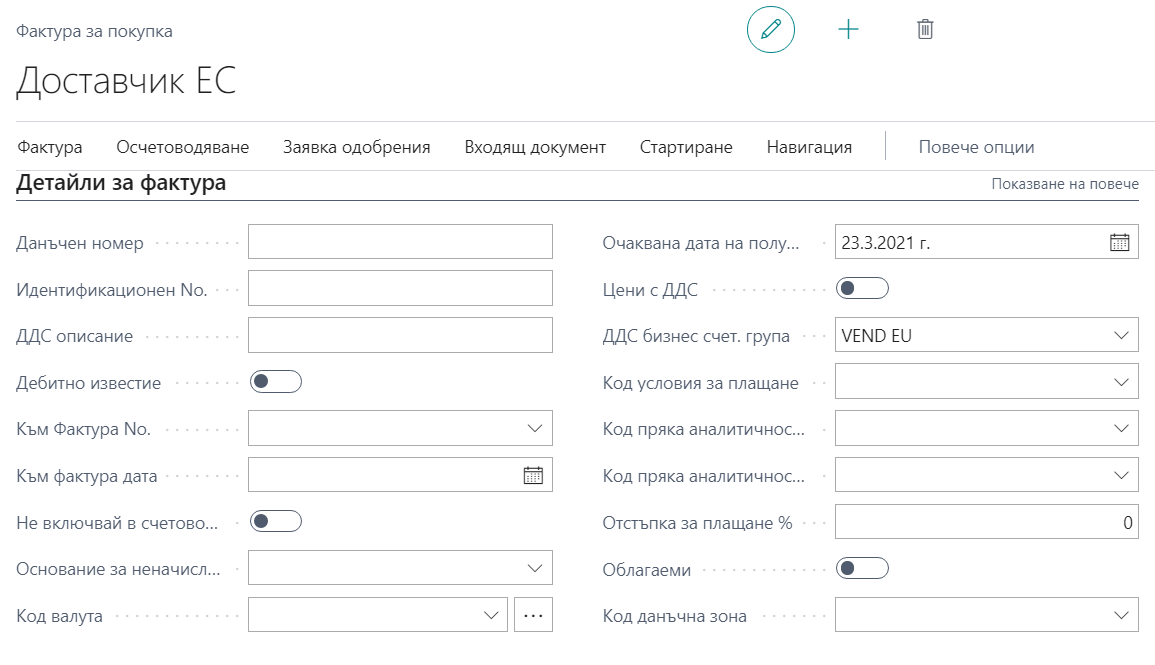 Фактура за покупка
Доставчик ЕС
Фактура Осчетоводяване Заявка одобрения Входящ документ Стартиране Навигация Повече опции
Детайли за фактура
Показване на повече
Данъчен номер
Идентификационен No.
ДДС описание
Дебитно известие
Към Фактура No.
Към фактура дата
Не включвай в счетово...
Основание за неначисл...
Код валута
Очаквана дата на полу... 23.3.2021 г.
Цени с ДДС
ДДС бизнес счет. група VEND EU
Код условия за плащане
Код пряка аналитичнос...
Код пряка аналитичнос...
Отстъпка за плащане % 0
Облагаеми
Код данъчна зона